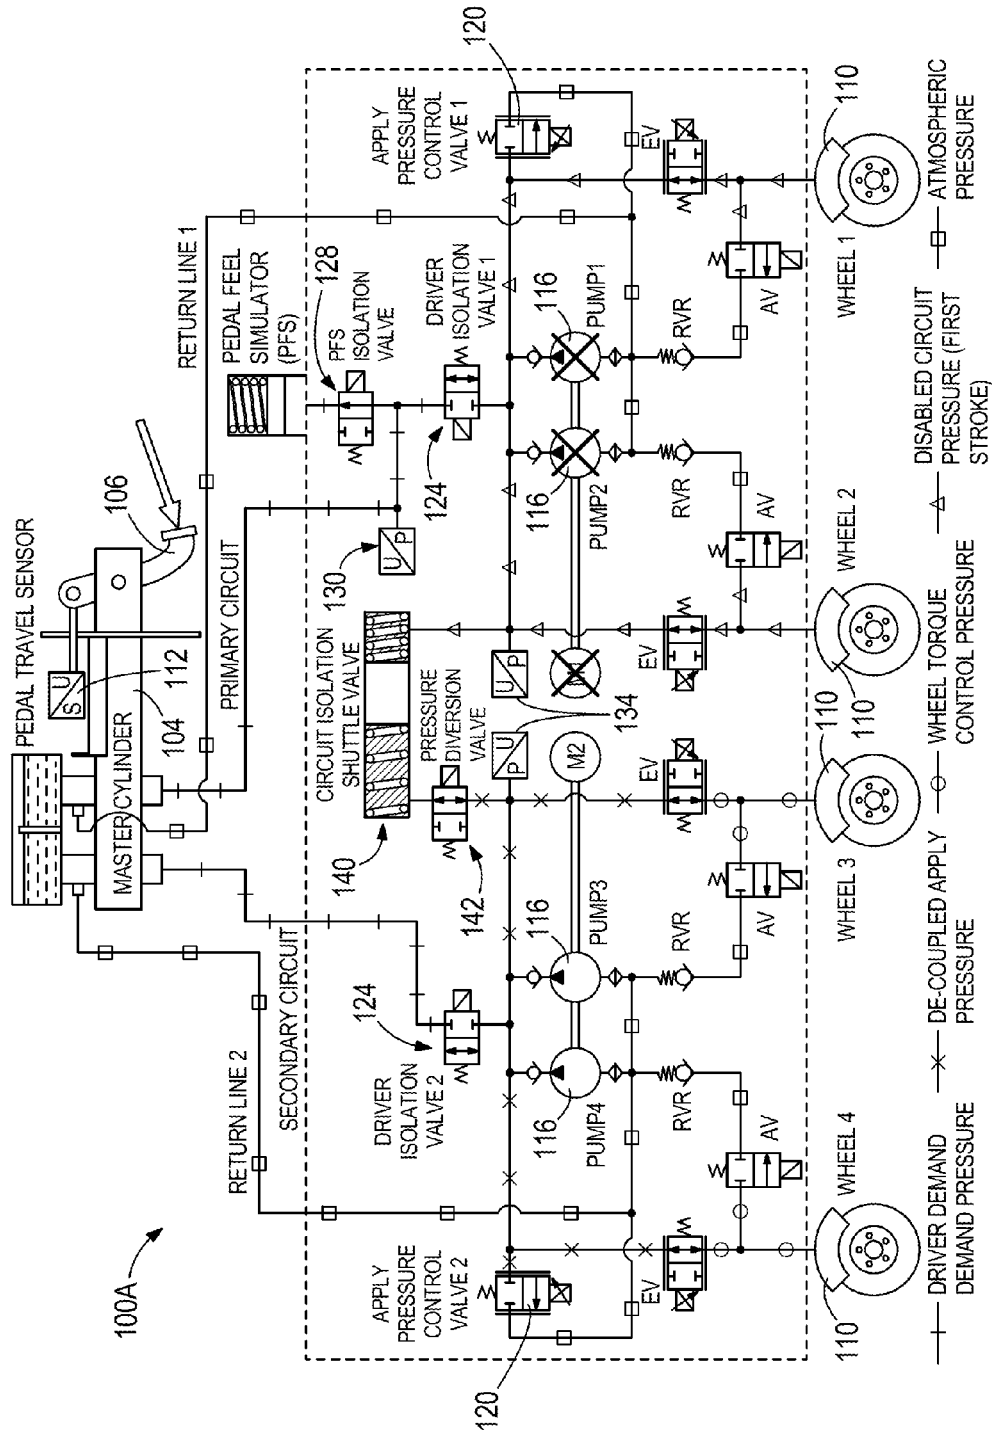 100A
PEDAL TRAVEL SENSOR
S U
112
106
MASTER CYLINDER
104
RETURN LINE 2
SECONDARY CIRCUIT
PRIMARY CIRCUIT
RETURN LINE 1
PEDAL FEEL
SIMULATOR
(PFS)
128
PFS
ISOLATION
VALVE
APPLY
PRESSURE
CONTROL
VALVE 2
120
DRIVER
ISOLATION
VALVE 2
124
140
CIRCUIT ISOLATION
SHUTTLE VALVE
PRESSURE
DIVERSION
VALVE
142
130
U P
124
DRIVER
ISOLATION
VALVE 1
APPLY
PRESSURE
CONTROL
VALVE 1
120
P U
U P
134
116
PUMP4
116
PUMP3
M2
116
PUMP2
116
PUMP1
EV
RVR
RVR
EV
EV
RVR
RVR
EV
AV
AV
AV
AV
110
WHEEL 4
WHEEL 3
110
110
WHEEL 2
WHEEL 1
110
DRIVER DEMAND
DEMAND PRESSURE
DE-COUPLED APPLY
PRESSURE
WHEEL TORQUE
CONTROL PRESSURE
DISABLED CIRCUIT
PRESSURE (FIRST
STROKE)
ATMOSPHERIC
PRESSURE